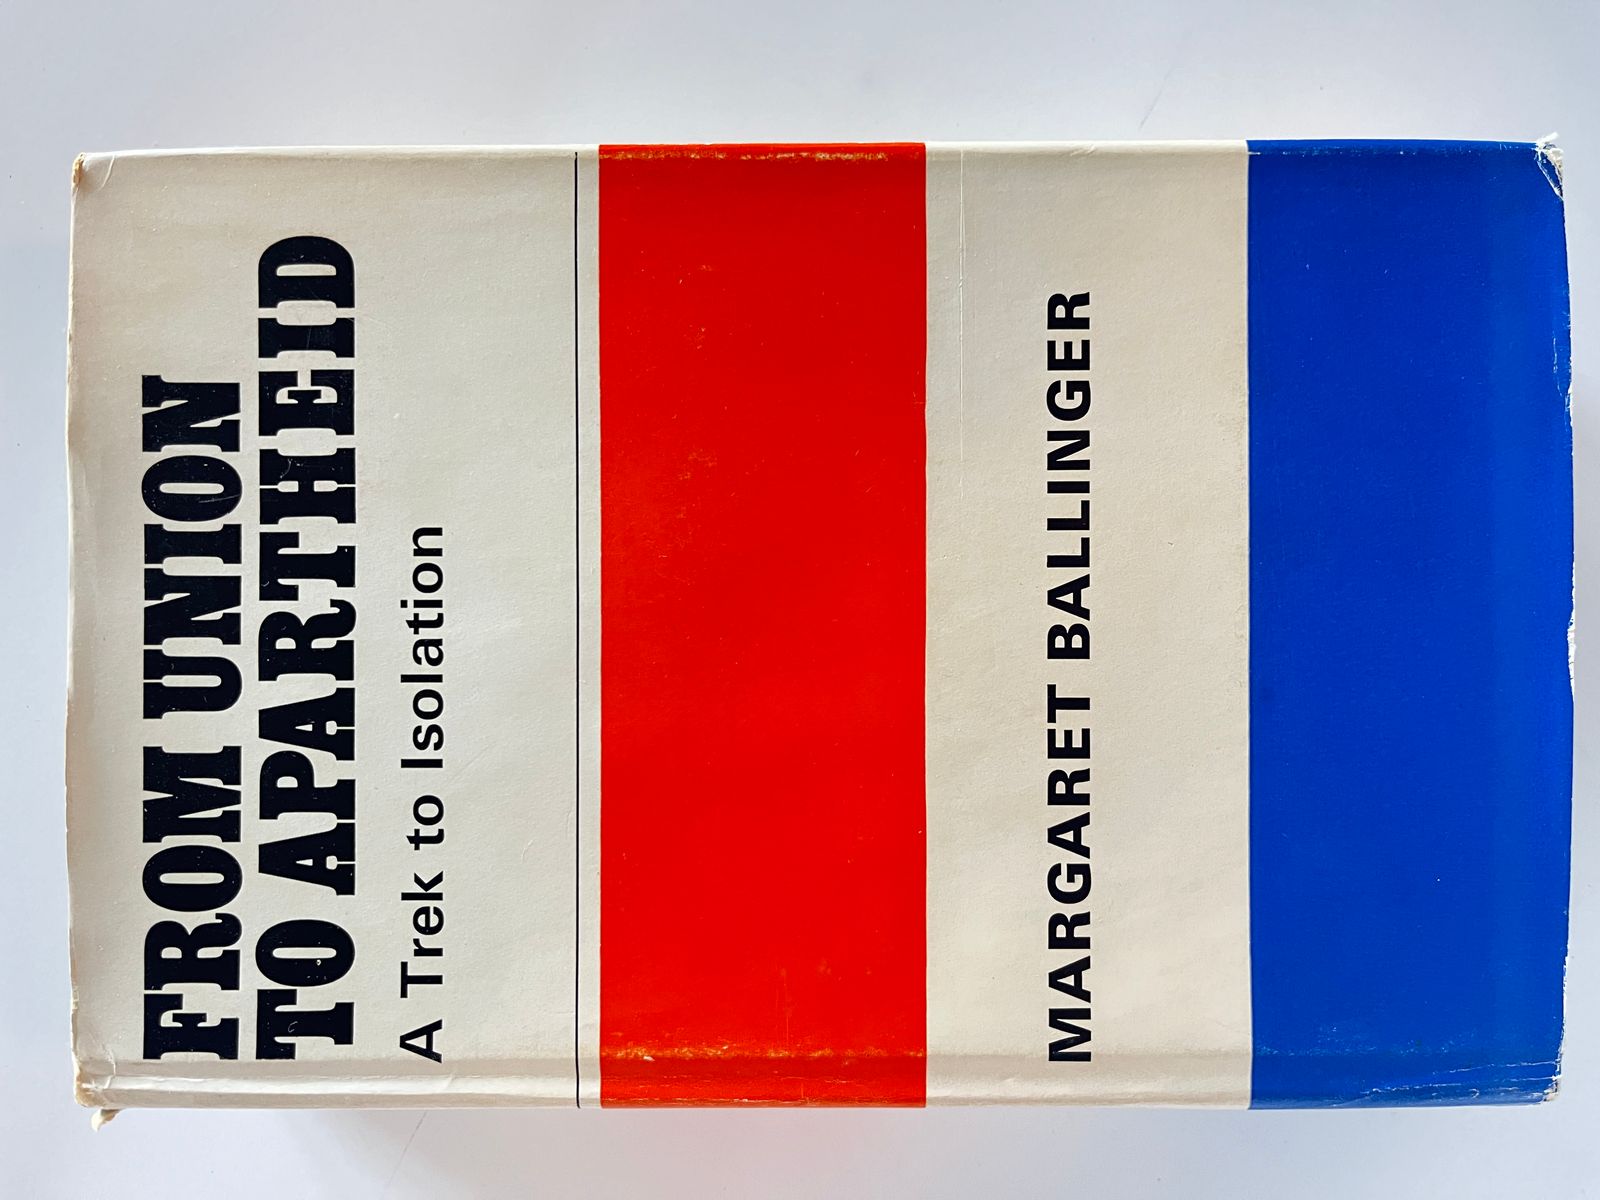 FROM UNION
TO APARTHEID
A Trek to Isolation
MARGARET BALLINGER